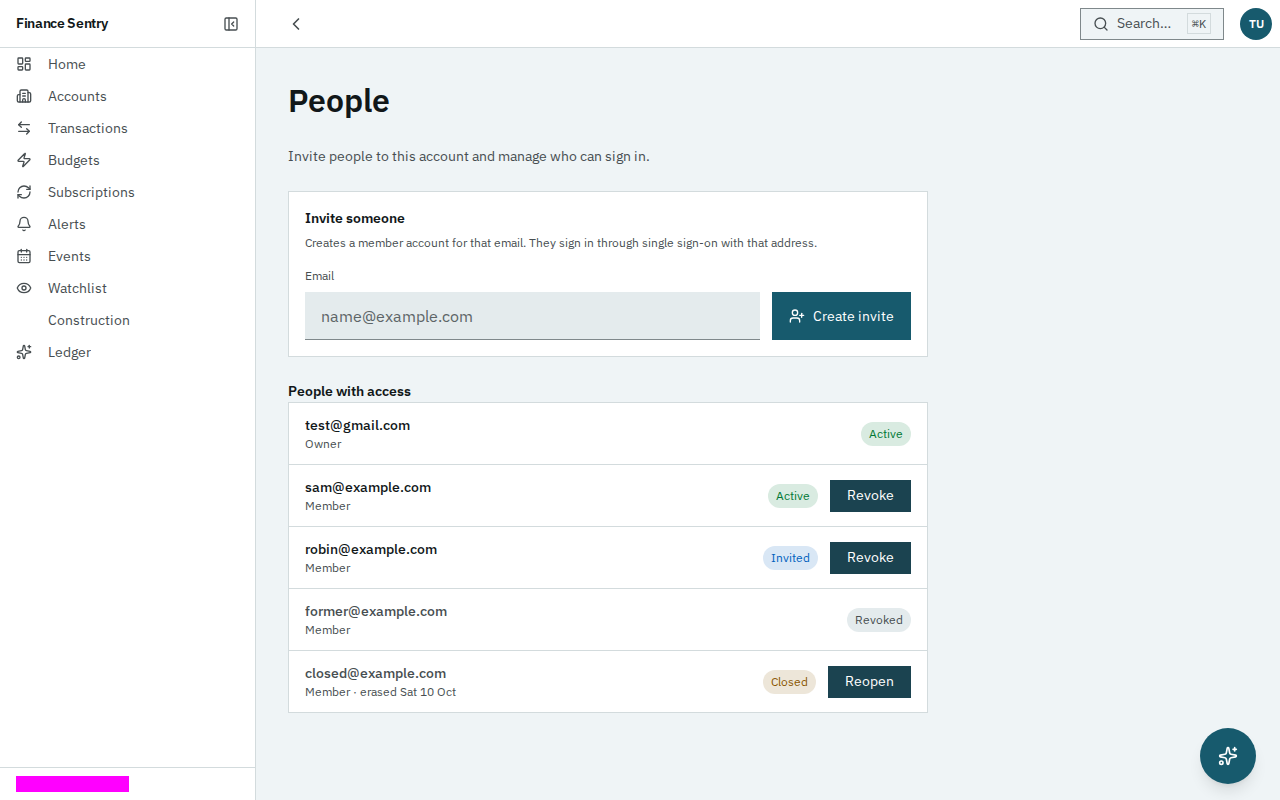 Finance Sentry
Search...
⌘K
TU
Home
Accounts
Transactions
Budgets
Subscriptions
Alerts
Events
Watchlist
Construction
Ledger
People
Invite people to this account and manage who can sign in.
Invite someone
Creates a member account for that email. They sign in through single sign-on with that address.
Email
name@example.com
Create invite
People with access
test@gmail.com
Owner
Active
sam@example.com
Member
Active
Revoke
robin@example.com
Member
Invited
Revoke
former@example.com
Member
Revoked
closed@example.com
Member · erased Sat 10 Oct
Closed
Reopen